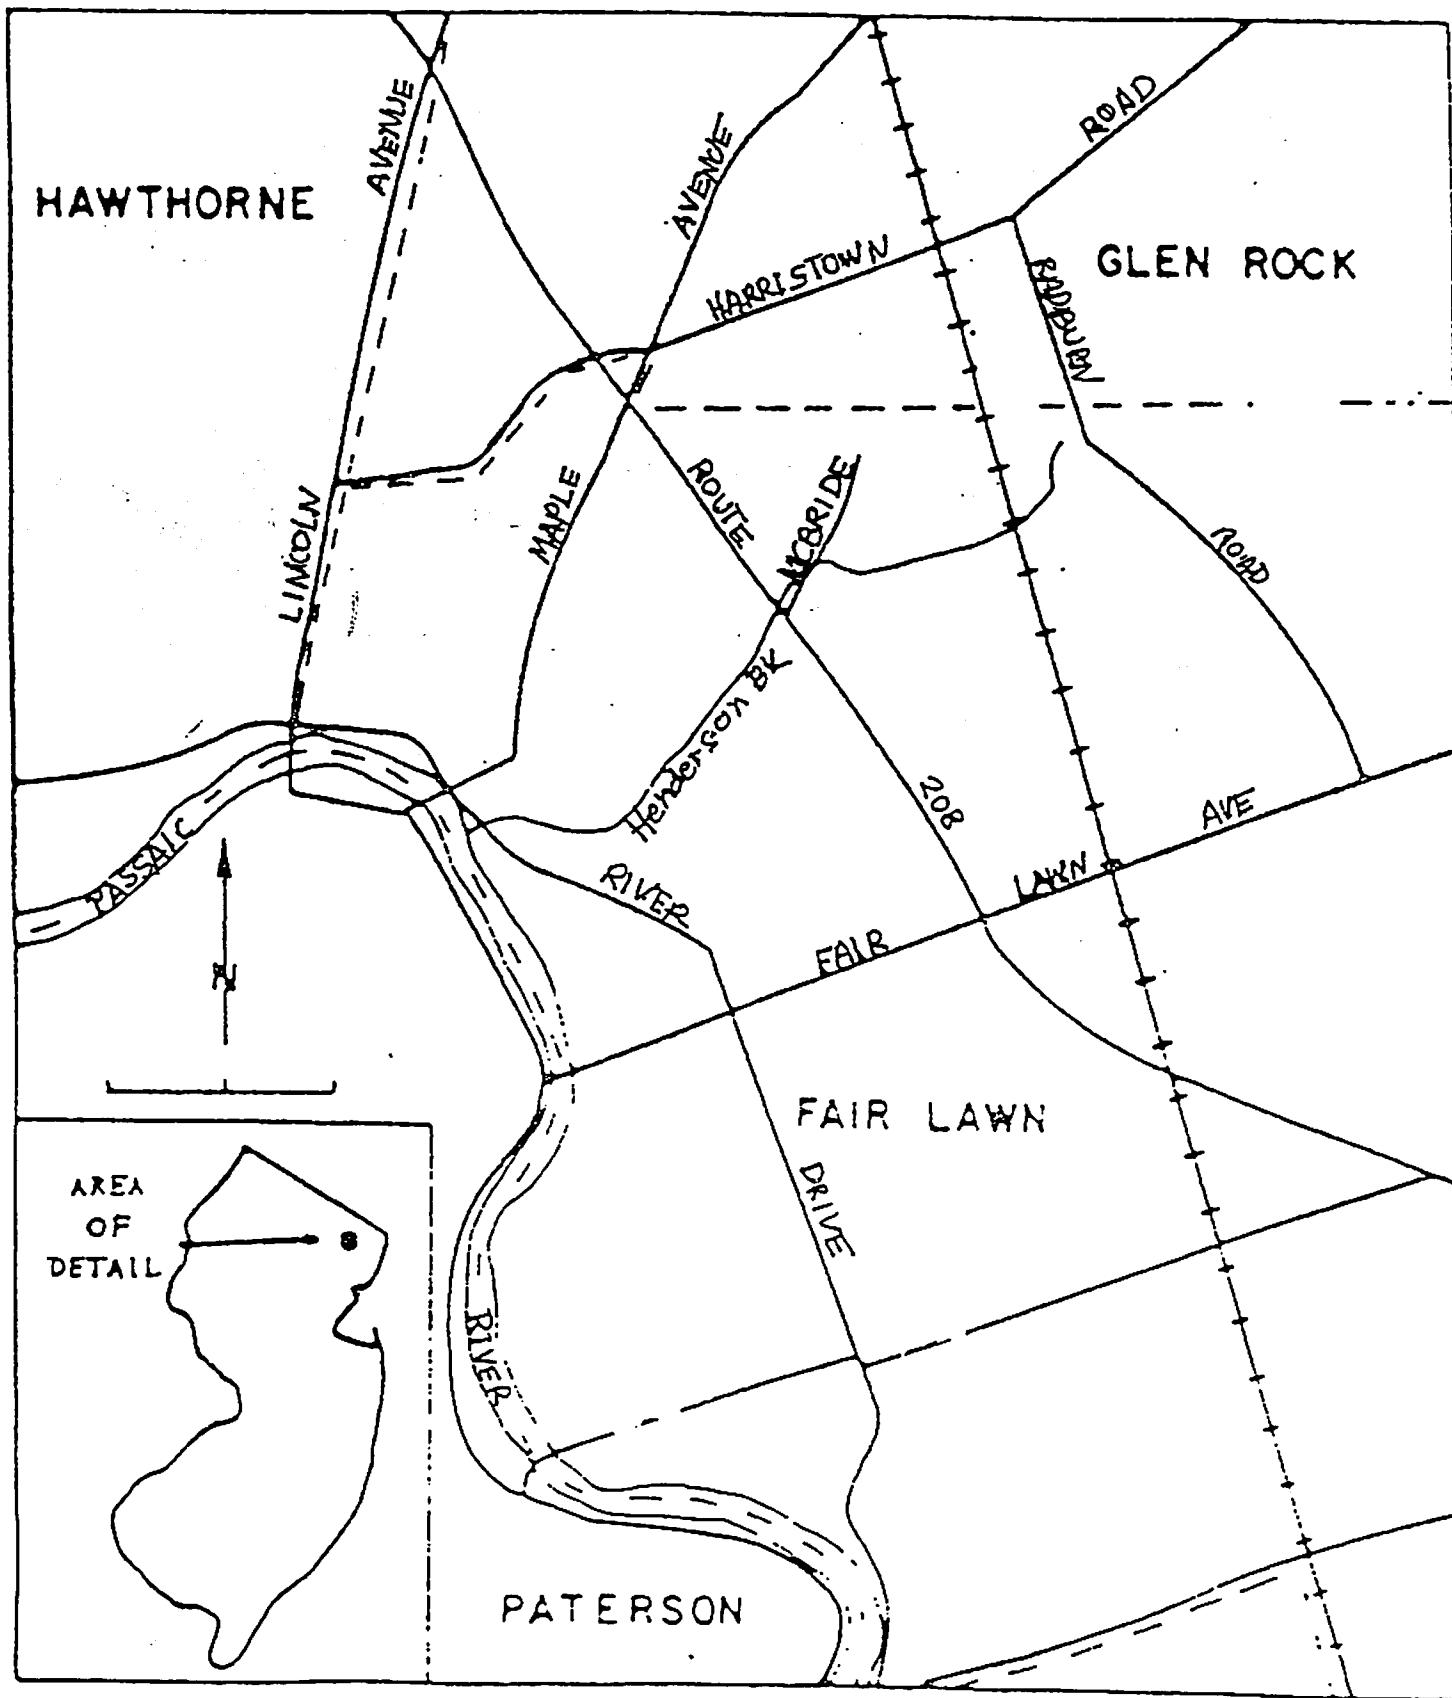 AVENUE
HAWTHORNE
AVENUE
ROAD
HARRISTOWN
GLEN ROCK
RADBURN
LINCOLN
MAPLE
ROUTE
MCBRIDE
ROAD
Henderson BK
208
PASSAIC
RIVER
AVE
LAWN
FAIR
N
FAIR LAWN
DRIVE
AREA
OF
DETAIL
RIVER
PATERSON